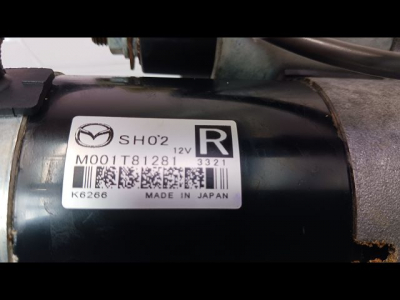 SH02 R
12V
M001T81281 3321
K6266 MADE IN JAPAN